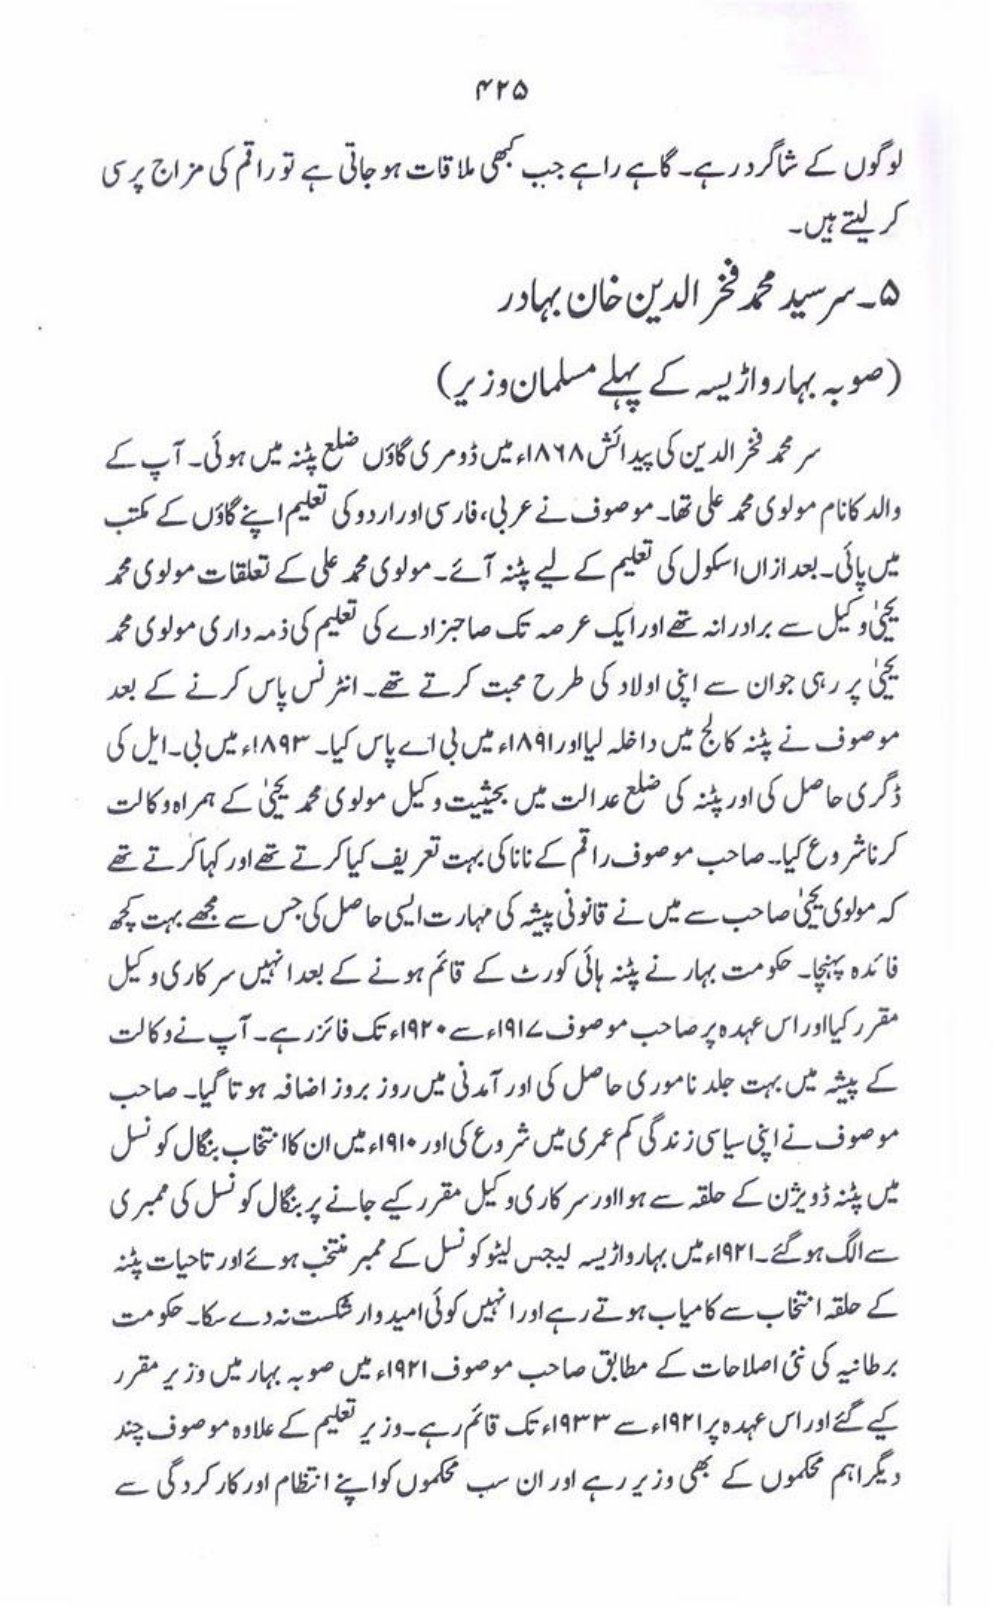 ۴۲۵
لوگوں کے شاگرد رہے۔ گاہے راہے جب کبھی ملاقات ہو جاتی ہے تو راقم کی مزاج پرسی
کر لیتے ہیں۔
۵۔ سر سید محمد فخر الدین خان بہادر
(صوبہ بہار و اڑیسہ کے پہلے مسلمان وزیر)
سر محمد فخر الدین کی پیدائش ۱۸۶۸ء میں ڈومری گاؤں ضلع پٹنہ میں ہوئی۔ آپ کے
والد کا نام مولوی محمد علی تھا۔ موصوف نے عربی، فارسی اور اردو کی تعلیم اپنے گاؤں کے مکتب
میں پائی۔ بعد ازاں اسکول کی تعلیم کے لیے پٹنہ آئے۔ مولوی محمد علی کے تعلقات مولوی محمد
یحییٰ وکیل سے برادرانہ تھے اور ایک عرصہ تک صاحبزادے کی تعلیم کی ذمہ داری مولوی محمد
یحییٰ پر رہی جو ان سے اپنی اولاد کی طرح محبت کرتے تھے۔ انٹرنس پاس کرنے کے بعد
موصوف نے پٹنہ کالج میں داخلہ لیا اور ۱۸۹۱ء میں بی اے پاس کیا۔ ۱۸۹۳ء میں بی۔ ایل کی
ڈگری حاصل کی اور پٹنہ کی ضلع عدالت میں بحیثیت وکیل مولوی محمد یحییٰ کے ہمراہ وکالت
کرنا شروع کیا۔ صاحب موصوف راقم کے نانا کی بہت تعریف کیا کرتے تھے اور کہا کرتے تھے
کہ مولوی یحییٰ صاحب سے میں نے قانونی پیشہ کی مہارت ایسی حاصل کی جس سے مجھے بہت کچھ
فائدہ پہنچا۔ حکومت بہار نے پٹنہ ہائی کورٹ کے قائم ہونے کے بعد انہیں سرکاری وکیل
مقرر کیا اور اس عہدہ پر صاحب موصوف ۱۹۱۷ء سے ۱۹۲۰ء تک فائز رہے۔ آپ نے وکالت
کے پیشہ میں بہت جلد ناموری حاصل کی اور آمدنی میں روز بروز اضافہ ہوتا گیا۔ صاحب
موصوف نے اپنی سیاسی زندگی کم عمری میں شروع کی اور ۱۹۱۰ء میں ان کا انتخاب بنگال کونسل
میں پٹنہ ڈویژن کے حلقہ سے ہوا اور سرکاری وکیل مقرر کیے جانے پر بنگال کونسل کی ممبری
سے الگ ہو گئے۔ ۱۹۲۱ء میں بہار و اڑیسہ لیجس لیٹو کونسل کے ممبر منتخب ہوئے اور تاحیات پٹنہ
کے حلقہ انتخاب سے کامیاب ہوتے رہے اور انہیں کوئی امیدوار شکست نہ دے سکا۔ حکومت
برطانیہ کی نئی اصلاحات کے مطابق صاحب موصوف ۱۹۲۱ء میں صوبہ بہار میں وزیر مقرر
کیے گئے اور اس عہدہ پر ۱۹۲۱ء سے ۱۹۳۳ء تک قائم رہے۔ وزیر تعلیم کے علاوہ موصوف چند
دیگر اہم محکموں کے بھی وزیر رہے اور ان سب محکموں کو اپنے انتظام اور کارکردگی سے